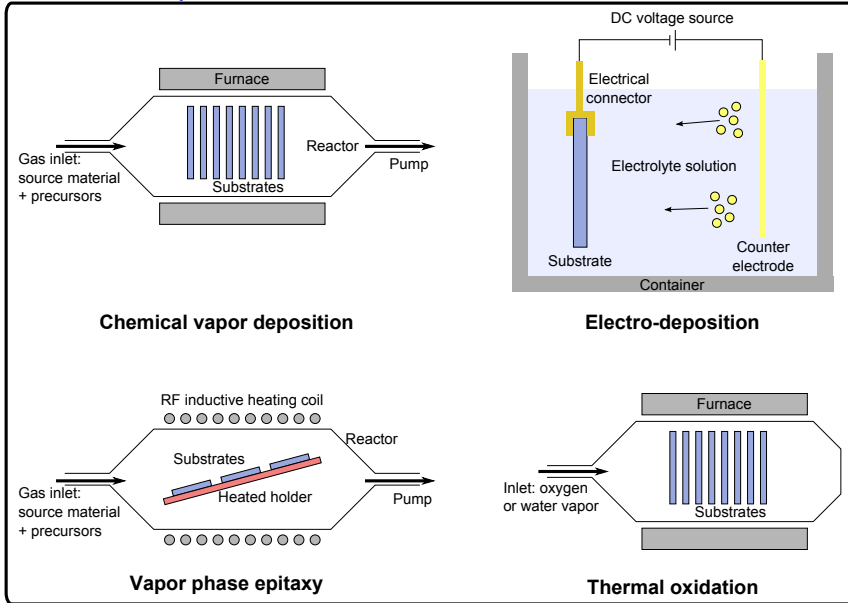 Furnace
Reactor
Gas inlet:
source material
+ precursors
Pump
Substrates
Chemical vapor deposition
DC voltage source
Electrical
connector
Electrolyte solution
Substrate
Counter
electrode
Container
Electro-deposition
RF inductive heating coil
Reactor
Substrates
Heated holder
Gas inlet:
source material
+ precursors
Pump
Vapor phase epitaxy
Furnace
Inlet: oxygen
or water vapor
Substrates
Thermal oxidation